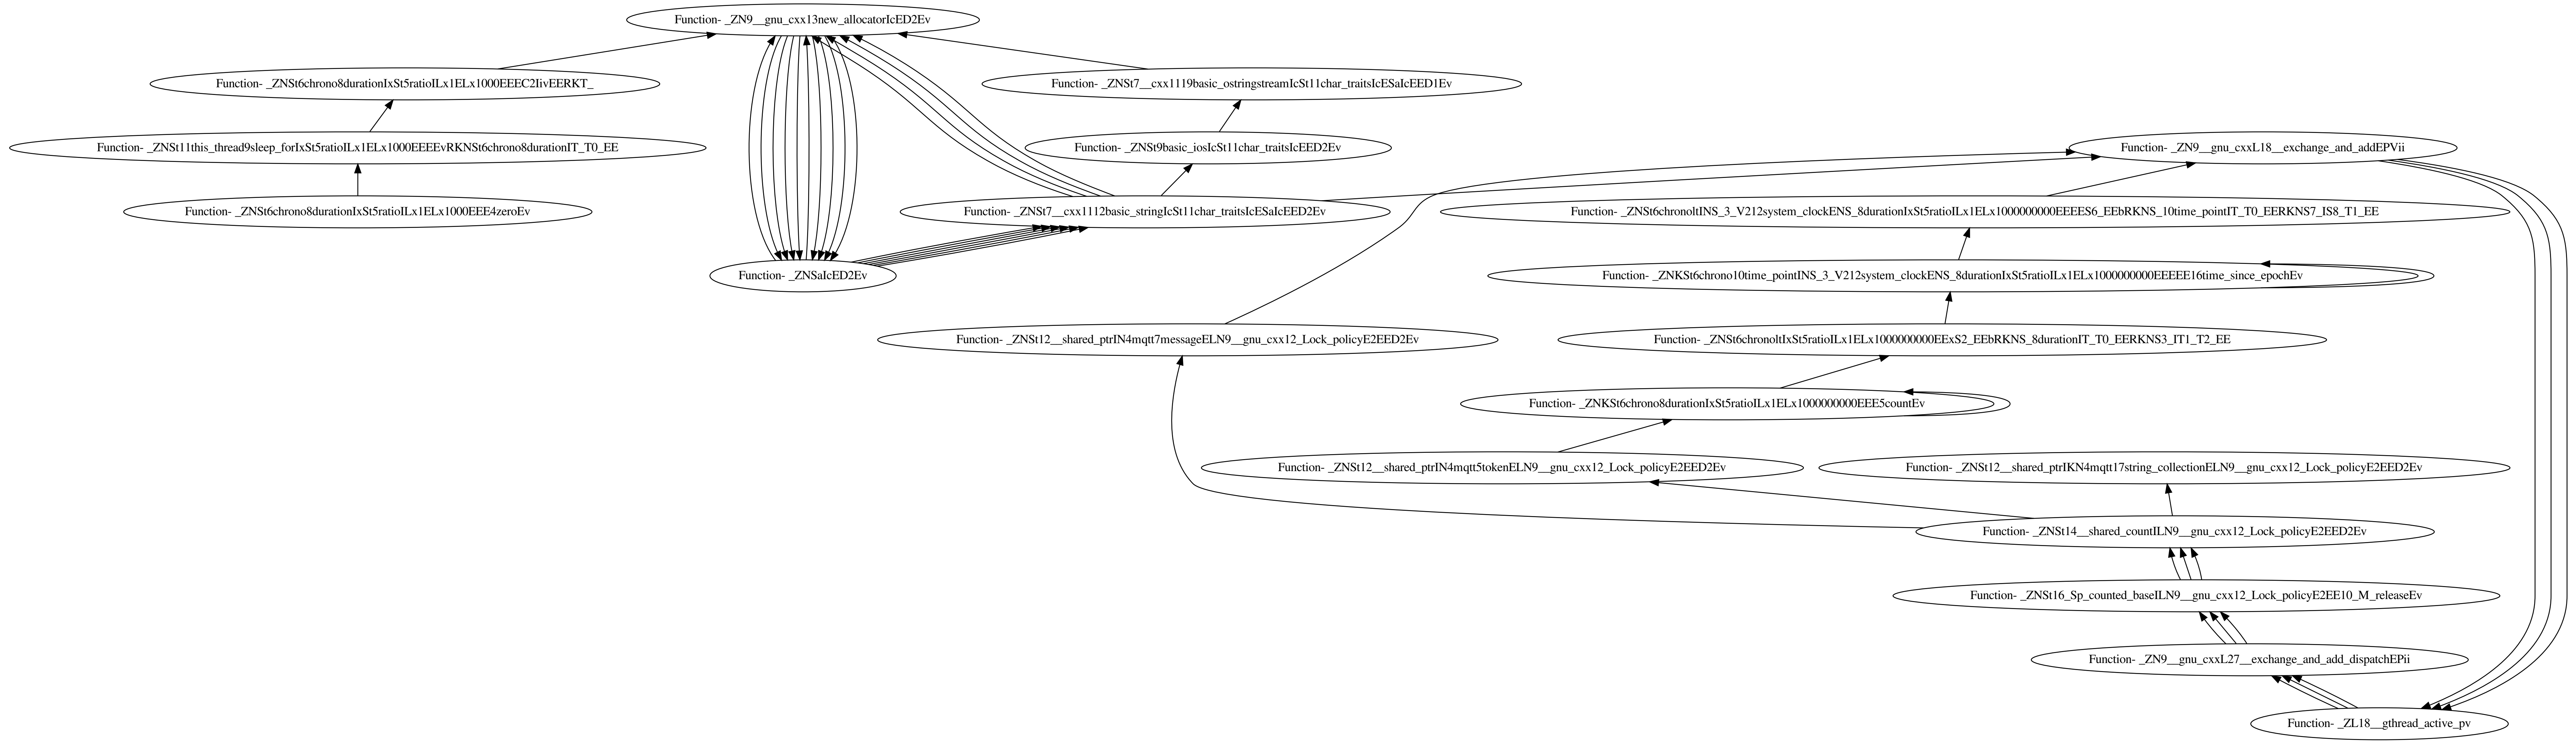 Function- _ZN9__gnu_cxx13new_allocatorIcED2Ev
Function- _ZNSt6chrono8durationIxSt5ratioILx1ELx1000EEEC2IivEERKT_
Function- _ZNSt7__cxx1119basic_ostringstreamIcSt11char_traitsIcESaIcEED1Ev
Function- _ZNSt11this_thread9sleep_forIxSt5ratioILx1ELx1000EEEEvRKNSt6chrono8durationIT_T0_EE
Function- _ZNSt9basic_iosIcSt11char_traitsIcEED2Ev
Function- _ZN9__gnu_cxxL18__exchange_and_addEPVii
Function- _ZNSt6chrono8durationIxSt5ratioILx1ELx1000EEE4zeroEv
Function- _ZNSt7__cxx1112basic_stringIcSt11char_traitsIcESaIcEED2Ev
Function- _ZNSt6chronoltINS_3_V212system_clockENS_8durationIxSt5ratioILx1ELx1000000000EEEES6_EEbRKNS_10time_pointIT_T0_EERKNS7_IS8_T1_EE
Function- _ZNSaIcED2Ev
Function- _ZNKSt6chrono10time_pointINS_3_V212system_clockENS_8durationIxSt5ratioILx1ELx1000000000EEEEE16time_since_epochEv
Function- _ZNSt12__shared_ptrIN4mqtt7messageELN9__gnu_cxx12_Lock_policyE2EED2Ev
Function- _ZNSt6chronoltIxSt5ratioILx1ELx1000000000EExS2_EEbRKNS_8durationIT_T0_EERKNS3_IT1_T2_EE
Function- _ZNKSt6chrono8durationIxSt5ratioILx1ELx1000000000EEE5countEv
Function- _ZNSt12__shared_ptrIN4mqtt5tokenELN9__gnu_cxx12_Lock_policyE2EED2Ev
Function- _ZNSt12__shared_ptrIKN4mqtt17string_collectionELN9__gnu_cxx12_Lock_policyE2EED2Ev
Function- _ZNSt14__shared_countILN9__gnu_cxx12_Lock_policyE2EED2Ev
Function- _ZNSt16_Sp_counted_baseILN9__gnu_cxx12_Lock_policyE2EE10_M_releaseEv
Function- _ZN9__gnu_cxxL27__exchange_and_add_dispatchEPii
Function- _ZL18__gthread_active_pv